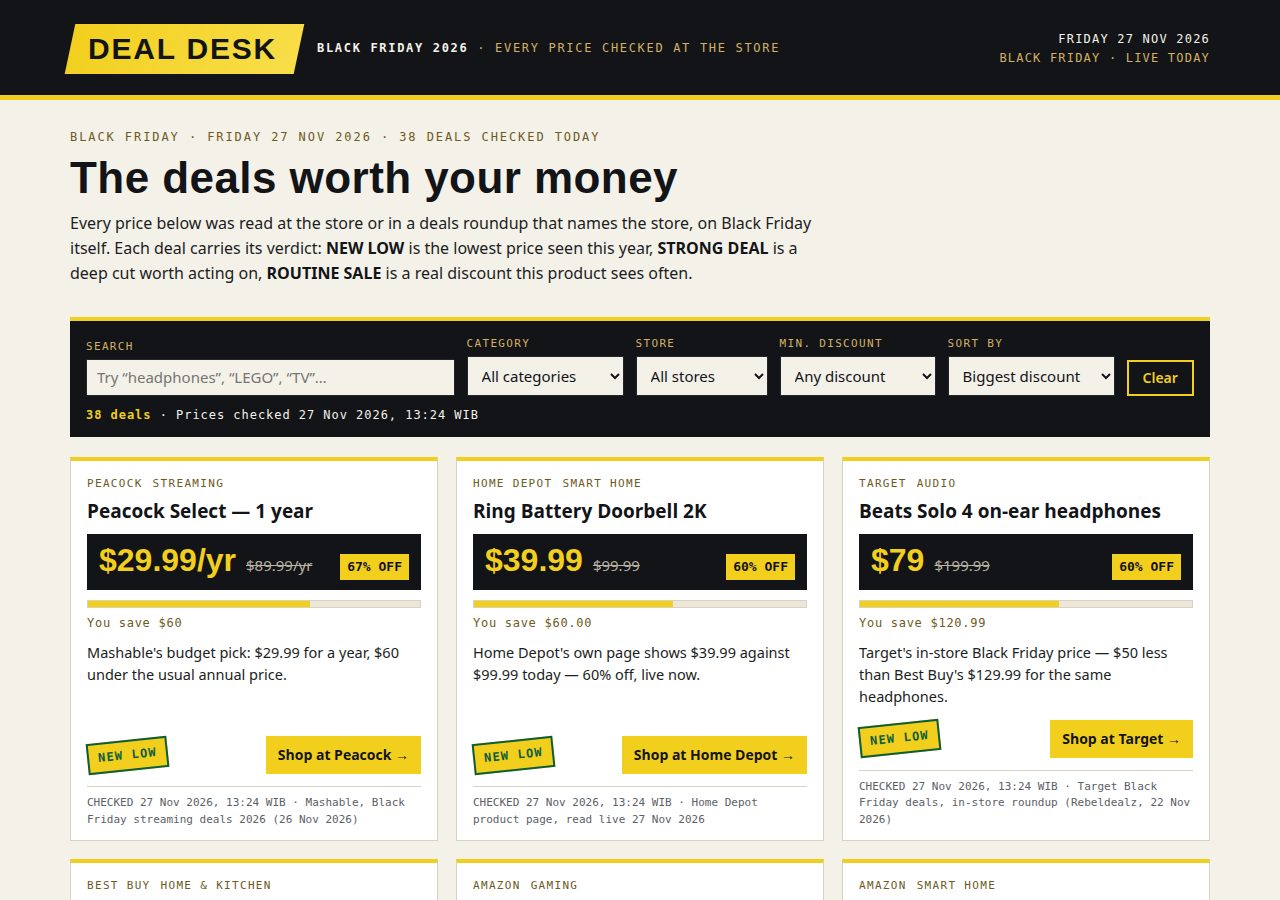 DEAL DESK
BLACK FRIDAY 2026 · EVERY PRICE CHECKED AT THE STORE
FRIDAY 27 NOV 2026
BLACK FRIDAY · LIVE TODAY
BLACK FRIDAY · FRIDAY 27 NOV 2026 · 38 DEALS CHECKED TODAY
The deals worth your money
Every price below was read at the store or in a deals roundup that names the store, on Black Friday
itself. Each deal carries its verdict: NEW LOW is the lowest price seen this year, STRONG DEAL is a
deep cut worth acting on, ROUTINE SALE is a real discount this product sees often.
SEARCH
Try “headphones”, “LEGO”, “TV”…
CATEGORY
All categories
STORE
All stores
MIN. DISCOUNT
Any discount
SORT BY
Biggest discount
Clear
38 deals · Prices checked 27 Nov 2026, 13:24 WIB
PEACOCK STREAMING
Peacock Select — 1 year
$29.99/yr $89.99/yr 67% OFF
You save $60
Mashable's budget pick: $29.99 for a year, $60
under the usual annual price.
NEW LOW
Shop at Peacock →
CHECKED 27 Nov 2026, 13:24 WIB · Mashable, Black
Friday streaming deals 2026 (26 Nov 2026)
HOME DEPOT SMART HOME
Ring Battery Doorbell 2K
$39.99 $99.99 60% OFF
You save $60.00
Home Depot's own page shows $39.99 against
$99.99 today — 60% off, live now.
NEW LOW
Shop at Home Depot →
CHECKED 27 Nov 2026, 13:24 WIB · Home Depot
product page, read live 27 Nov 2026
TARGET AUDIO
Beats Solo 4 on-ear headphones
$79 $199.99 60% OFF
You save $120.99
Target's in-store Black Friday price — $50 less
than Best Buy's $129.99 for the same
headphones.
NEW LOW
Shop at Target →
CHECKED 27 Nov 2026, 13:24 WIB · Target Black
Friday deals, in-store roundup (Rebeldealz, 22 Nov
2026)
BEST BUY HOME & KITCHEN
AMAZON GAMING
AMAZON SMART HOME